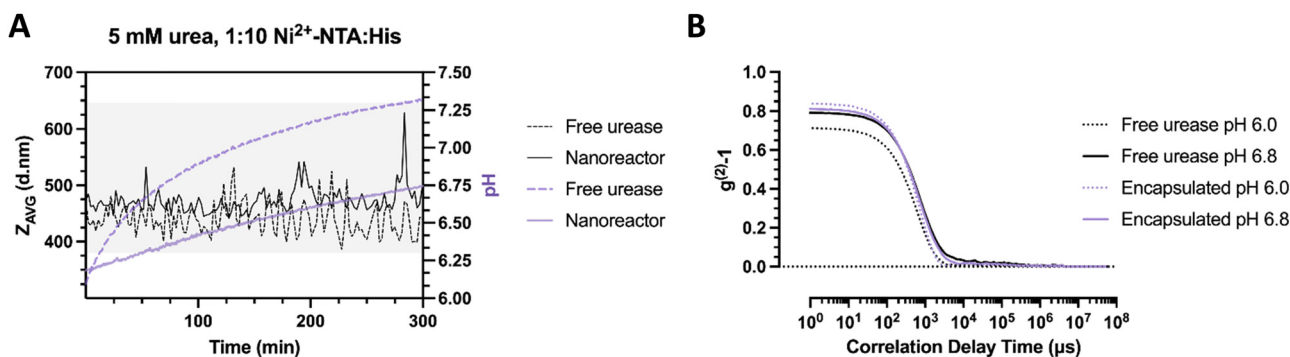 A
5 mM urea, 1:10 Ni²⁺-NTA:His
700
600
500
400
Z_AVG (d.nm)
7.50
7.25
7.00
6.75
6.50
6.25
6.00
pH
100
200
300
Time (min)
Free urease
Nanoreactor
Free urease
Nanoreactor
B
1.0
0.8
0.6
0.4
0.2
0.0
g⁽²⁾-1
10⁰ 10¹ 10² 10³ 10⁴ 10⁵ 10⁶ 10⁷ 10⁸
Correlation Delay Time (µs)
Free urease pH 6.0
Free urease pH 6.8
Encapsulated pH 6.0
Encapsulated pH 6.8